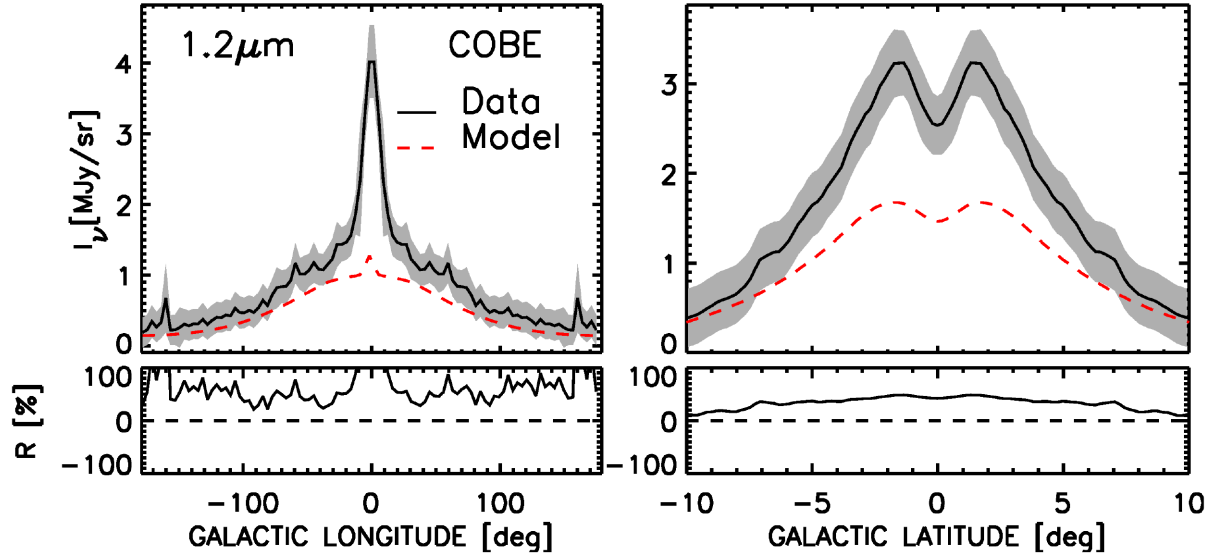 1.2μm COBE
Data
Model
4
3
2
1
0
I_ν [MJy/sr]
3
2
1
0
100
0
-100
R [%]
100
0
-100
-100 0 100
GALACTIC LONGITUDE [deg]
-10 -5 0 5 10
GALACTIC LATITUDE [deg]